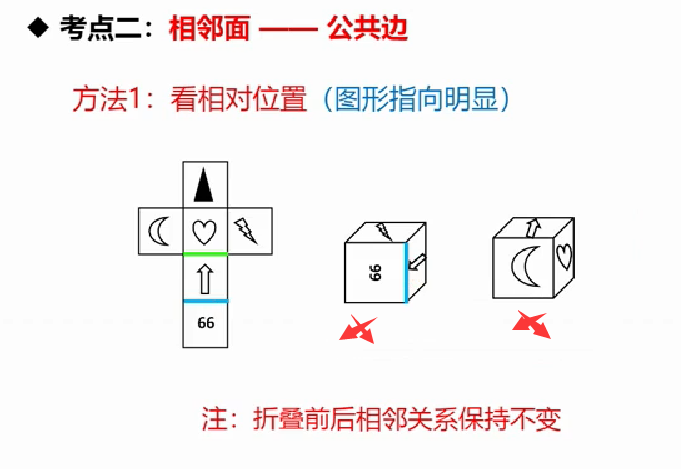 ◆ 考点二：相邻面 —— 公共边
方法1：看相对位置（图形指向明显）
66
66
注：折叠前后相邻关系保持不变